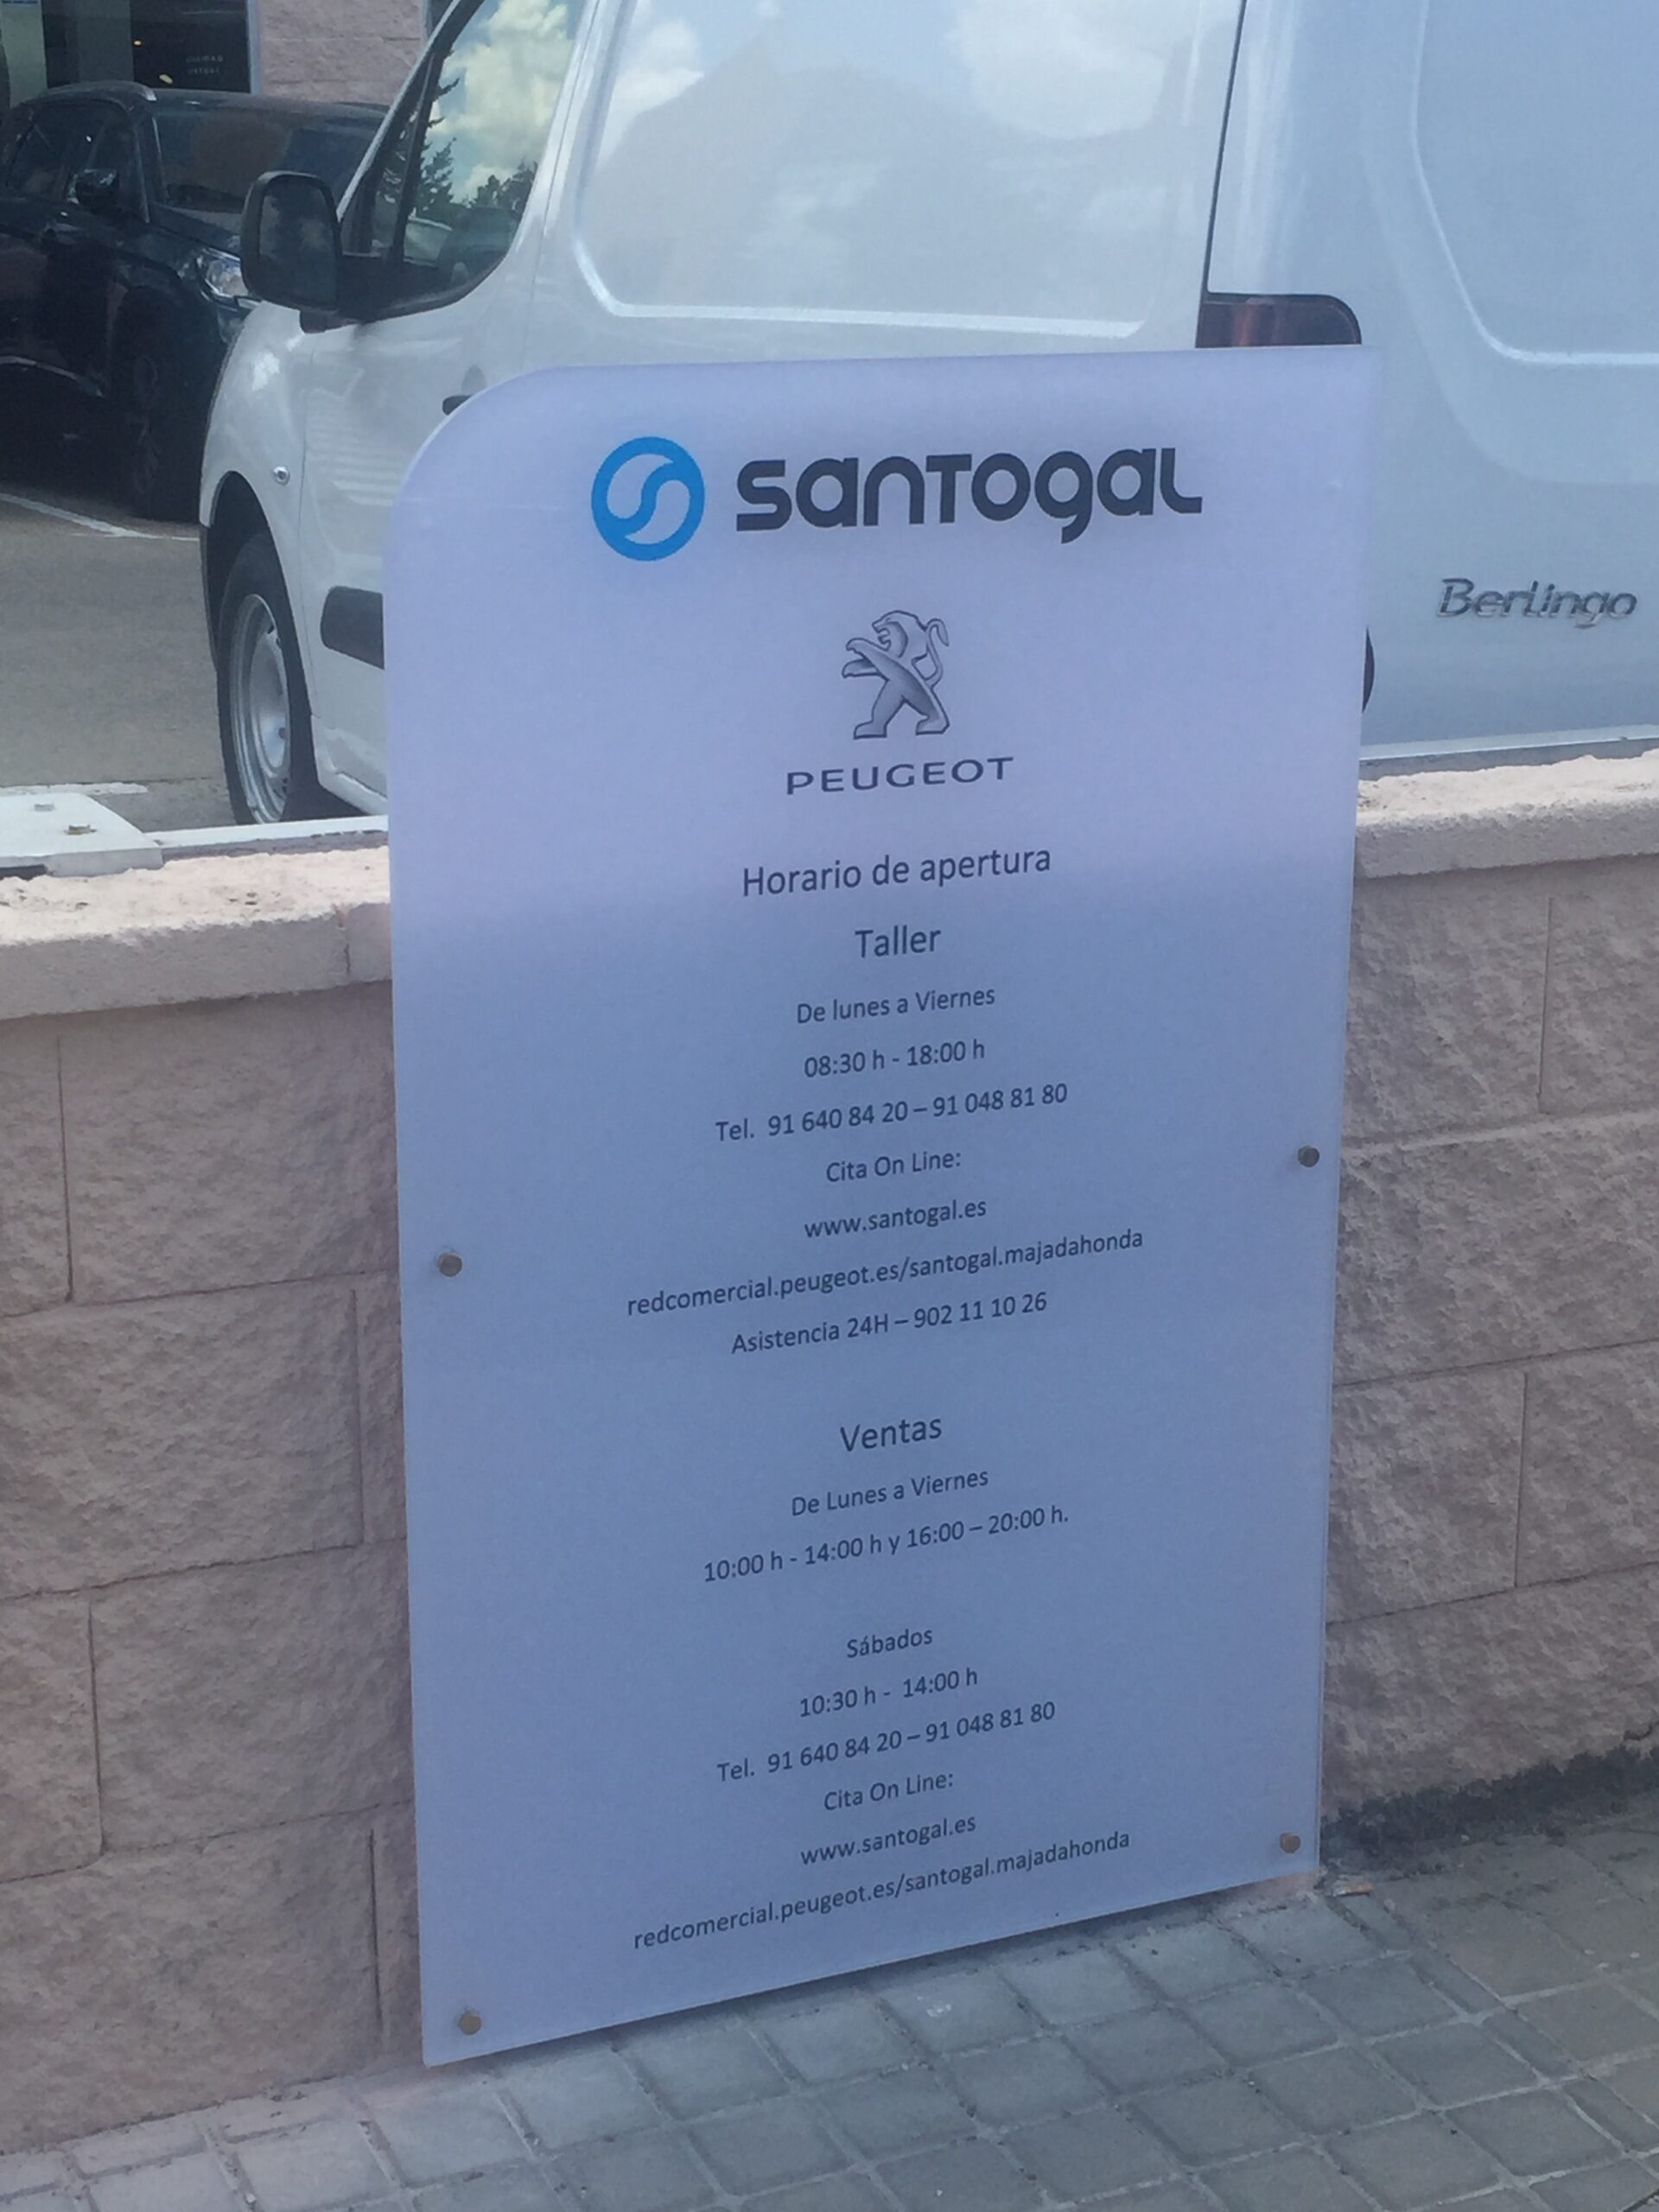 santogal
Berlingo
PEUGEOT
Horario de apertura
Taller
De lunes a Viernes
08:30 h - 18:00 h
Tel. 91 640 84 20 – 91 048 81 80
Cita On Line:
www.santogal.es
redcomercial.peugeot.es/santogal.majadahonda
Asistencia 24H – 902 11 10 26
Ventas
De Lunes a Viernes
10:00 h - 14:00 h y 16:00 – 20:00 h.
Sábados
10:30 h - 14:00 h
Tel. 91 640 84 20 – 91 048 81 80
Cita On Line:
www.santogal.es
redcomercial.peugeot.es/santogal.majadahonda